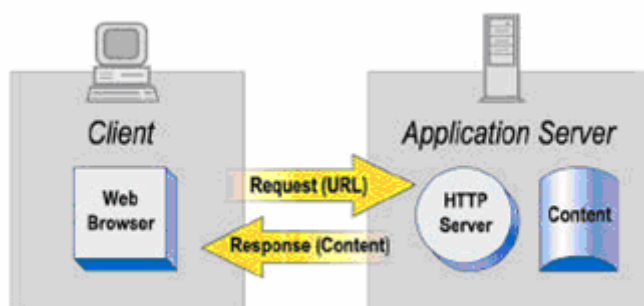 Client
Application Server
Web
Browser
Request (URL)
Response (Content)
HTTP
Server
Content